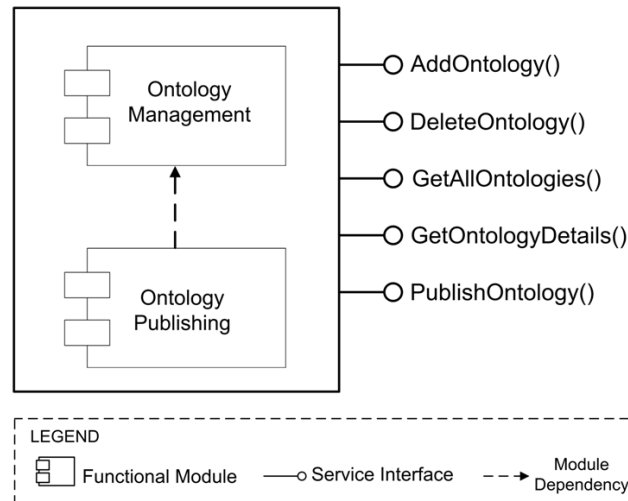 Ontology
Management
AddOntology()
DeleteOntology()
GetAllOntologies()
GetOntologyDetails()
PublishOntology()
Ontology
Publishing
LEGEND
Functional Module
Service Interface
Module
Dependency